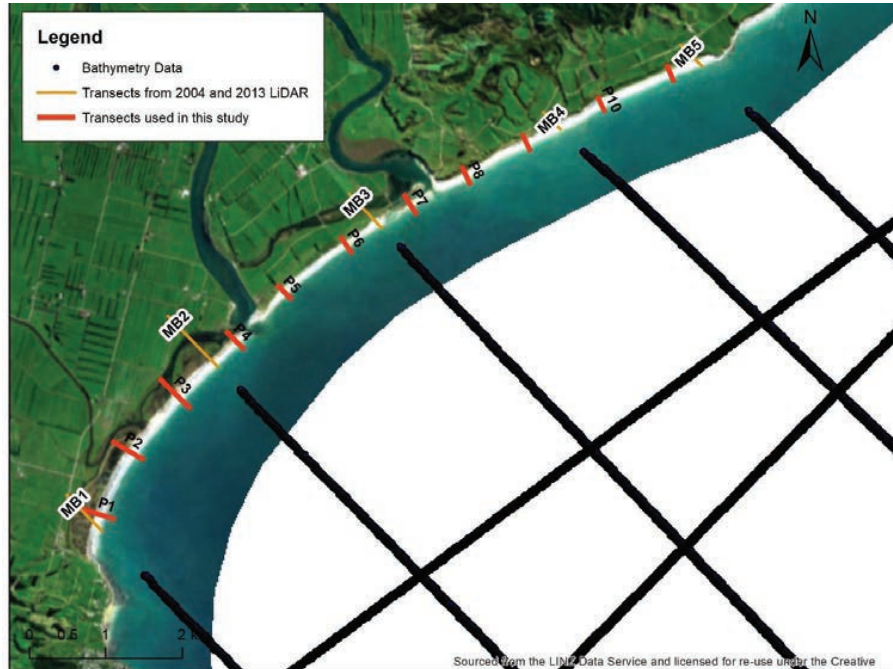 Legend
Bathymetry Data
Transects from 2004 and 2013 LiDAR
Transects used in this study
N
MB5
P10
MB4
P8
P7
MB3
P6
P5
MB2
P4
P3
P2
MB1
P1
0 0.5 1 2
Sourced from the LINZ Data Service and licensed for re-use under the Creative